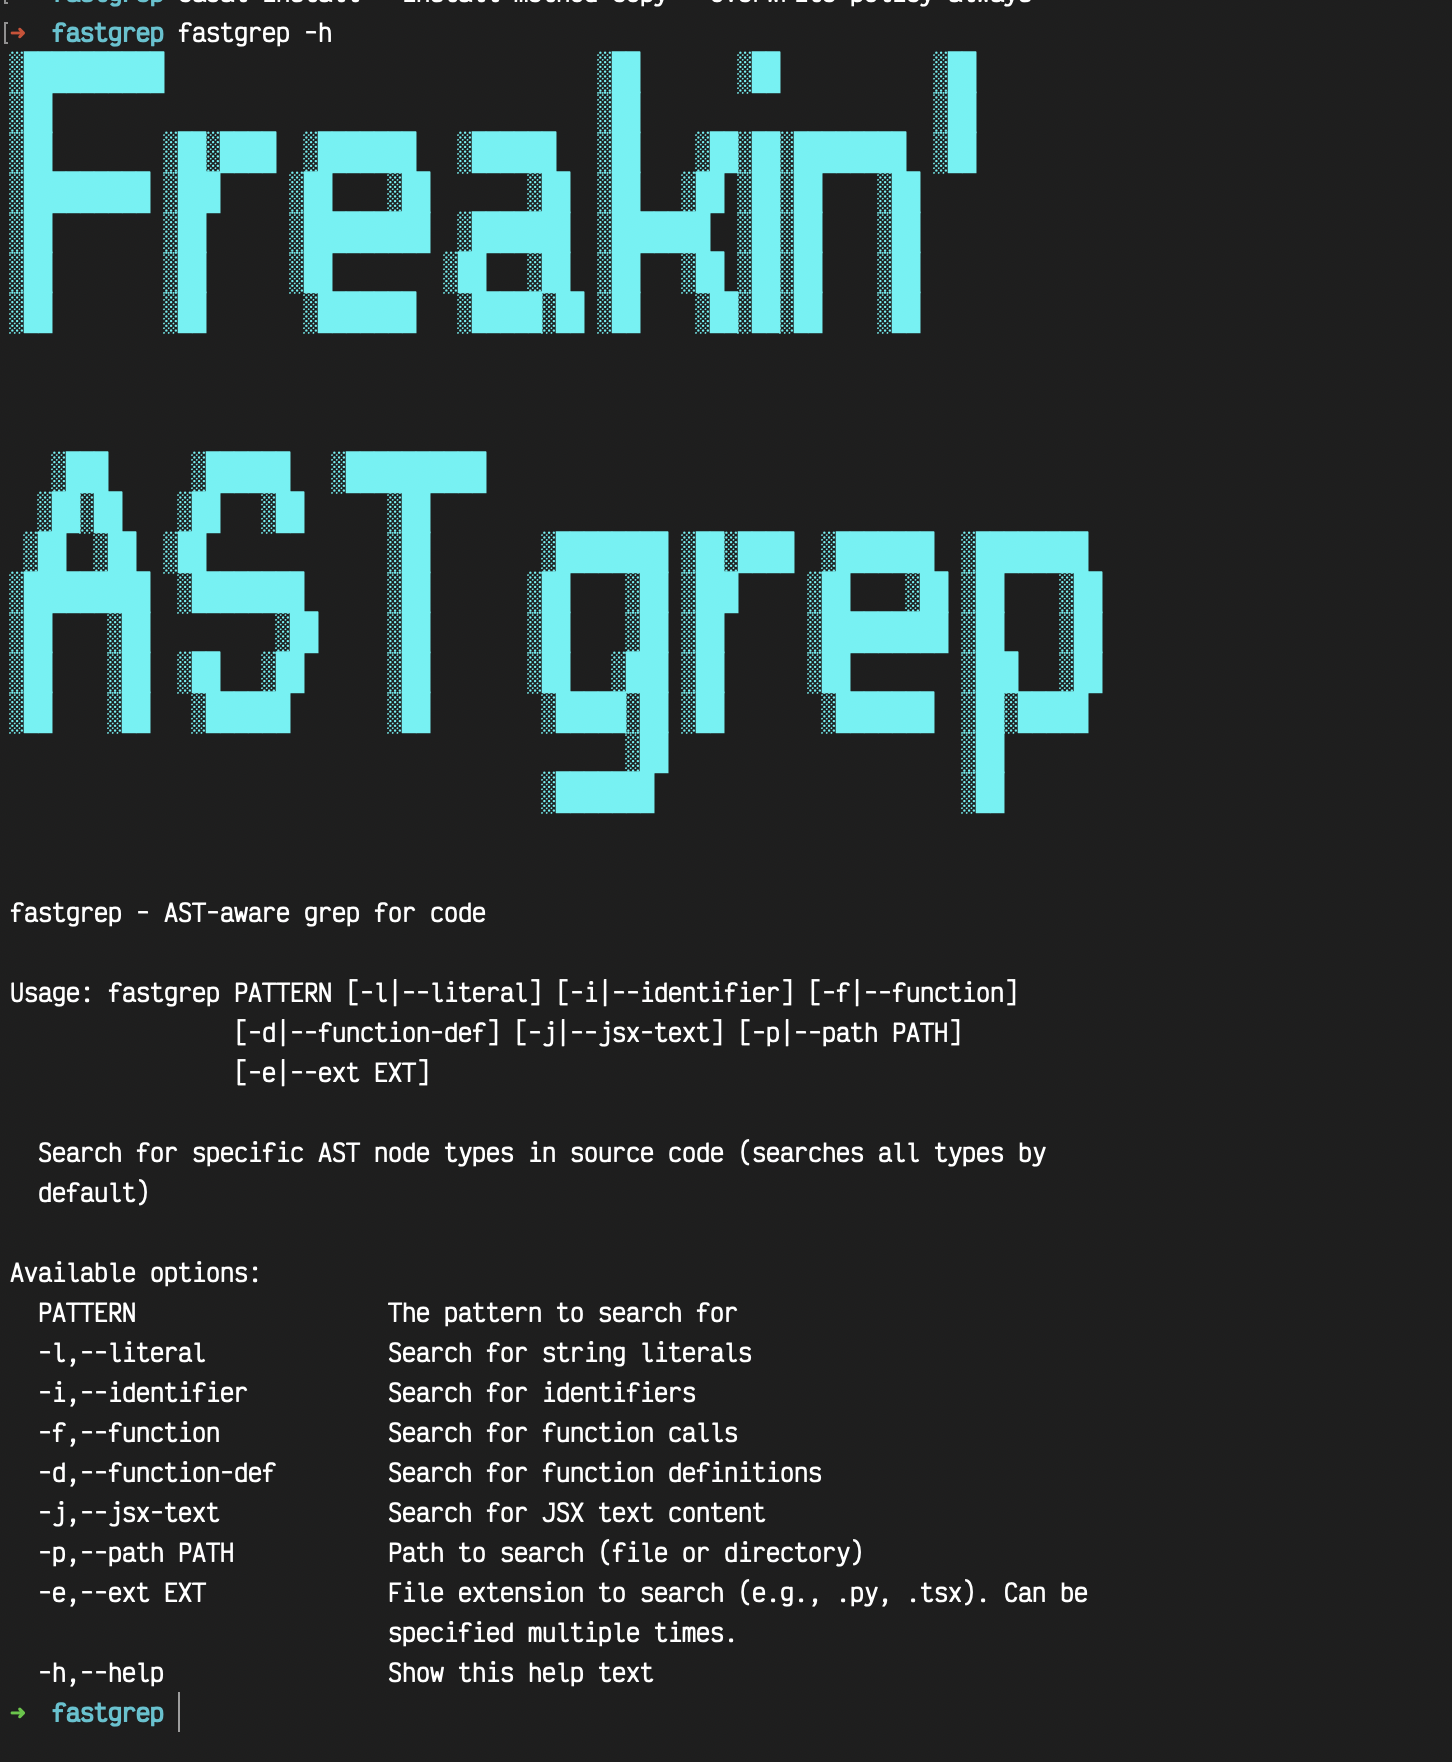 ➜ fastgrep fastgrep -h
Freakin'
AST grep
fastgrep - AST-aware grep for code
Usage: fastgrep PATTERN [-l|--literal] [-i|--identifier] [-f|--function]
[-d|--function-def] [-j|--jsx-text] [-p|--path PATH]
[-e|--ext EXT]
Search for specific AST node types in source code (searches all types by
default)
Available options:
PATTERN The pattern to search for
-l,--literal Search for string literals
-i,--identifier Search for identifiers
-f,--function Search for function calls
-d,--function-def Search for function definitions
-j,--jsx-text Search for JSX text content
-p,--path PATH Path to search (file or directory)
-e,--ext EXT File extension to search (e.g., .py, .tsx). Can be
specified multiple times.
-h,--help Show this help text
➜ fastgrep